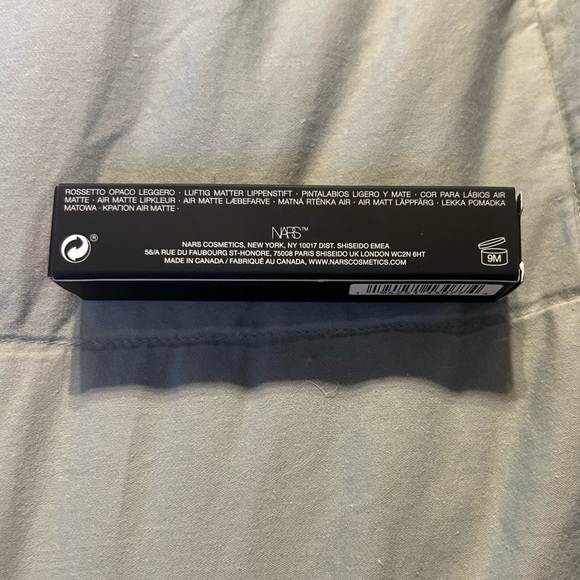 ROSSETTO OPACO LEGGERO · LUFTIG MATTER LIPPENSTIFT · PINTALABIOS LIGERO Y MATE · COR PARA LÁBIOS AIR
MATTE · AIR MATTE LIPKLEUR · AIR MATTE LÆBEFARVE · MATNÁ RTĚNKA AIR · AIR MATT LÄPPFÄRG · LEKKA POMADKA
MATOWA · ΚΡΑΓΙΟΝ AIR MATTE ·
NARS™
NARS COSMETICS, NEW YORK, NY 10017 DIST. SHISEIDO EMEA
56/A RUE DU FAUBOURG ST-HONORE, 75008 PARIS SHISEIDO UK LONDON WC2N 6HT
MADE IN CANADA / FABRIQUÉ AU CANADA, WWW.NARSCOSMETICS.COM
®
9M